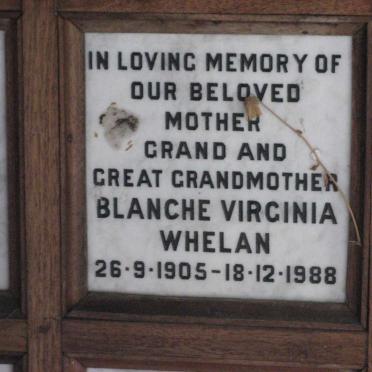 IN LOVING MEMORY OF
OUR BELOVED
MOTHER
GRAND AND
GREAT GRANDMOTHER
BLANCHE VIRGINIA
WHELAN
26·9·1905-18·12·1988